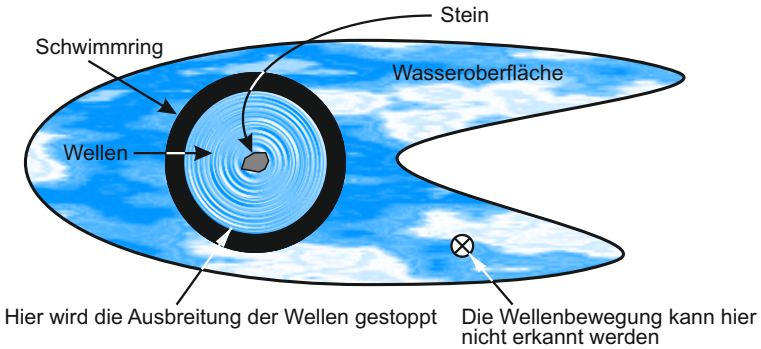 Stein
Schwimmring
Wasseroberfläche
Wellen
Hier wird die Ausbreitung der Wellen gestoppt
Die Wellenbewegung kann hier
nicht erkannt werden